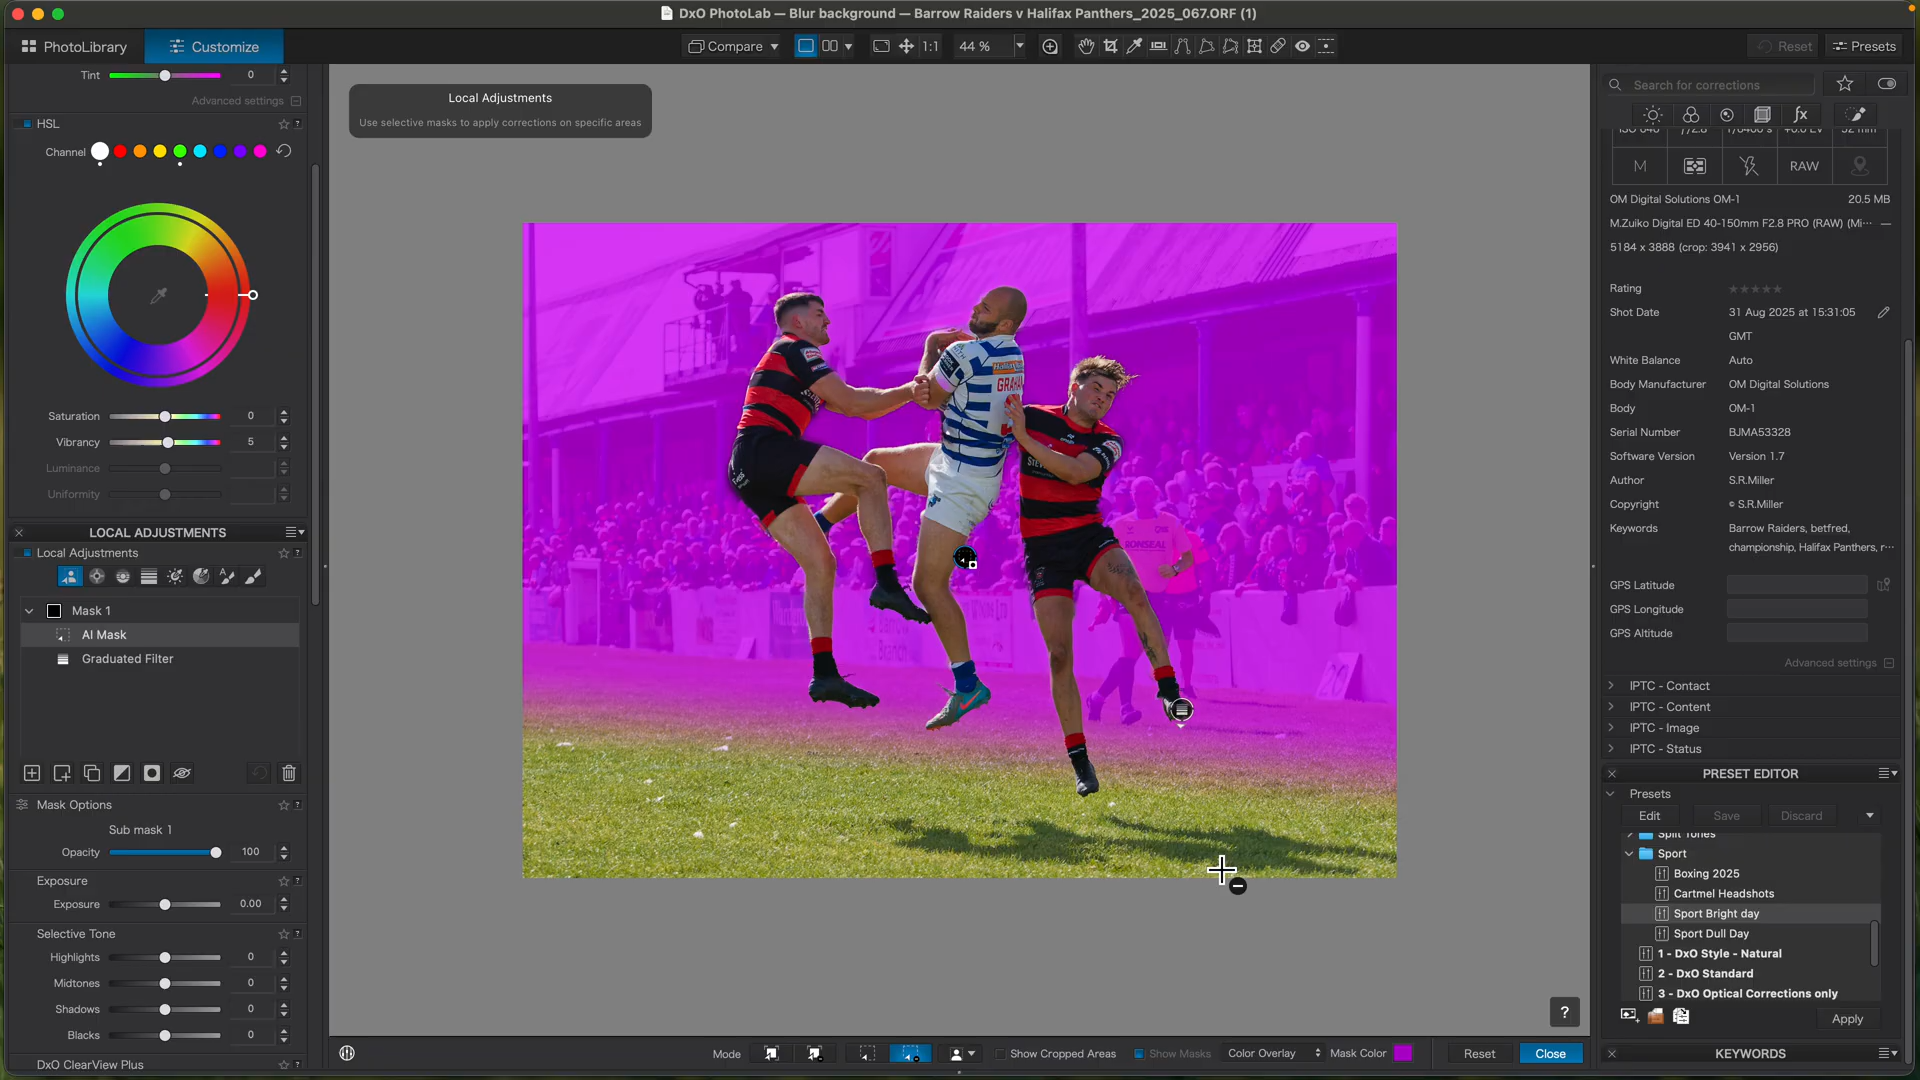 DxO PhotoLab — Blur background — Barrow Raiders v Halifax Panthers_2025_067.ORF (1)
PhotoLibrary
Customize
Compare
1:1
44 %
Reset
Presets
Tint
0
Advanced settings
HSL
Channel
Saturation
0
Vibrancy
5
Luminance
Uniformity
LOCAL ADJUSTMENTS
Local Adjustments
Mask 1
AI Mask
Graduated Filter
Mask Options
Sub mask 1
Opacity
100
Exposure
Exposure
0.00
Selective Tone
Highlights
0
Midtones
0
Shadows
0
Blacks
0
DxO ClearView Plus
Local Adjustments
Use selective masks to apply corrections on specific areas
GRAHA
RONSEAL
Barrow
Branch
20
?
Mode
Show Cropped Areas
Show Masks
Color Overlay
Mask Color
Reset
Close
Search for corrections
fx
M
RAW
OM Digital Solutions OM-1
20.5 MB
M.Zuiko Digital ED 40-150mm F2.8 PRO (RAW) (Mi···
5184 x 3888 (crop: 3941 x 2956)
Rating
Shot Date
31 Aug 2025 at 15:31:05
GMT
White Balance
Auto
Body Manufacturer
OM Digital Solutions
Body
OM-1
Serial Number
BJMA53328
Software Version
Version 1.7
Author
S.R.Miller
Copyright
© S.R.Miller
Keywords
Barrow Raiders, betfred,
championship, Halifax Panthers, r···
GPS Latitude
GPS Longitude
GPS Altitude
Advanced settings
IPTC - Contact
IPTC - Content
IPTC - Image
IPTC - Status
PRESET EDITOR
Presets
Edit
Save
Discard
Split Tones
Sport
Boxing 2025
Cartmel Headshots
Sport Bright day
Sport Dull Day
1 - DxO Style - Natural
2 - DxO Standard
3 - DxO Optical Corrections only
Apply
KEYWORDS